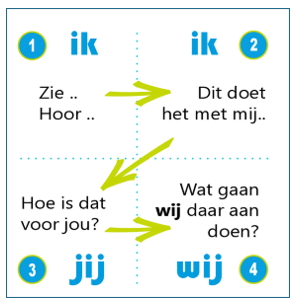 1 ik
ik 2
Zie ..
Hoor ..
Dit doet
het met mij..
Hoe is dat
voor jou?
Wat gaan
wij daar aan
doen?
3 jij
wij 4